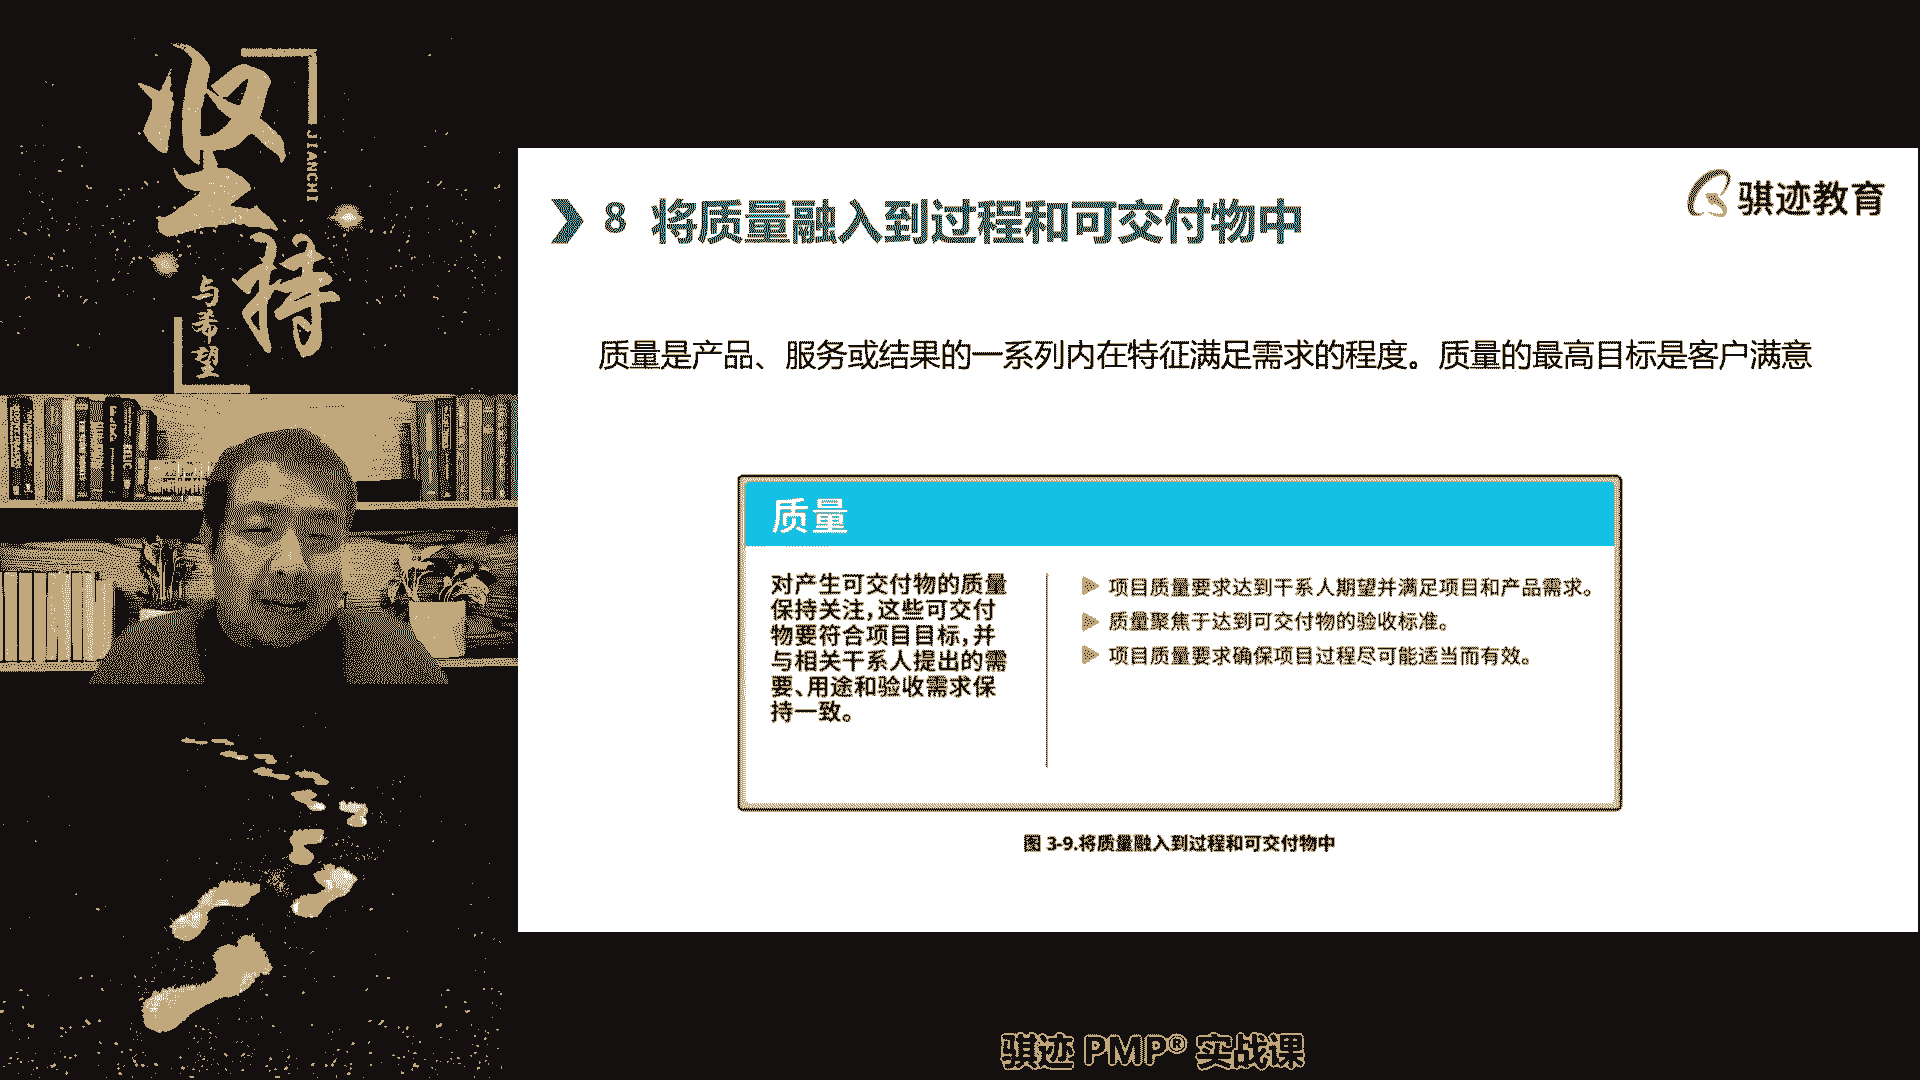 坚持
JIANCHI
与希望
8 将质量融入到过程和可交付物中
骐迹教育
质量是产品、服务或结果的一系列内在特征满足需求的程度。质量的最高目标是客户满意
质量
对产生可交付物的质量
保持关注，这些可交付
物要符合项目目标，并
与相关干系人提出的需
要、用途和验收需求保
持一致。
项目质量要求达到干系人期望并满足项目和产品需求。
质量聚焦于达到可交付物的验收标准。
项目质量要求确保项目过程尽可能适当而有效。
图 3-9.将质量融入到过程和可交付物中
骐迹 PMP® 实战课